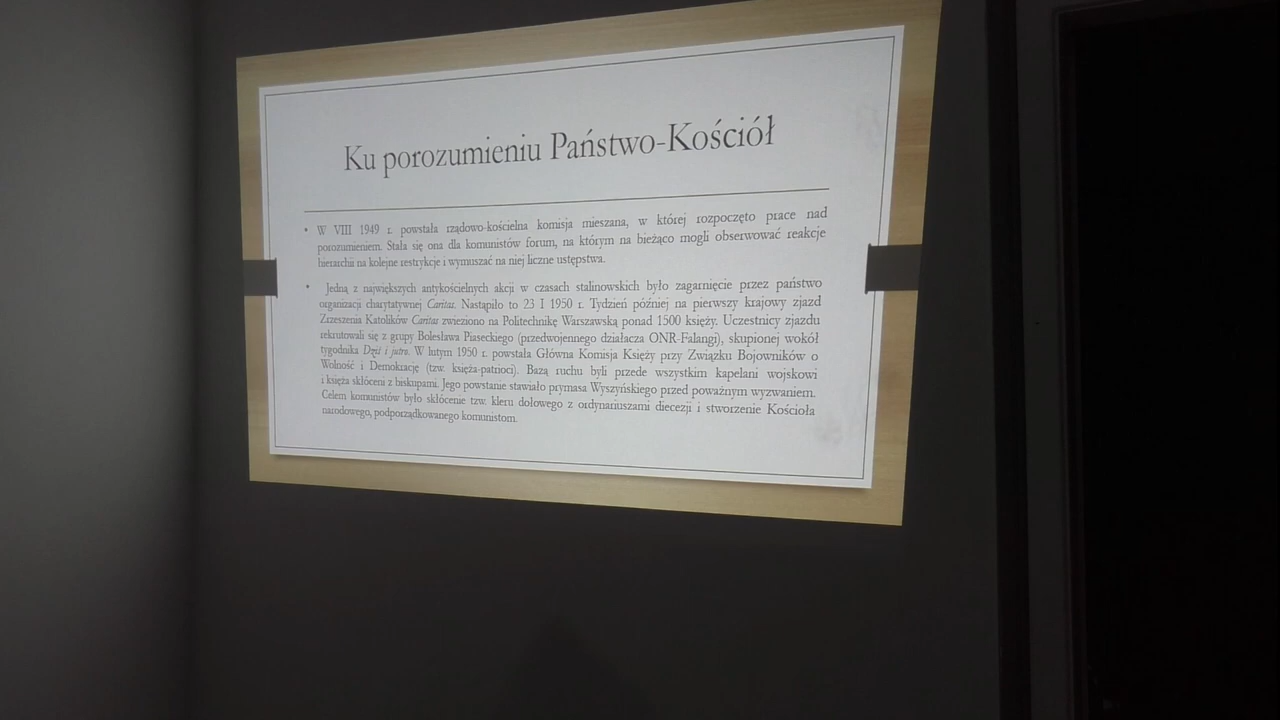 Ku porozumieniu Państwo-Kościół
• W VIII 1949 r. powstała rządowo-kościelna komisja mieszana, w której rozpoczęto prace nad
porozumieniem. Stała się ona dla komunistów forum, na którym na bieżąco mogli obserwować reakcje
hierarchii na kolejne restrykcje i wymuszać na niej liczne ustępstwa.
• Jedną z największych antykościelnych akcji w czasach stalinowskich było zagarnięcie przez państwo
organizacji charytatywnej Caritas. Nastąpiło to 23 I 1950 r. Tydzień później na pierwszy krajowy zjazd
Zrzeszenia Katolików Caritas zwieziono na Politechnikę Warszawską ponad 1500 księży. Uczestnicy zjazdu
rekrutowali się z grupy Bolesława Piaseckiego (przedwojennego działacza ONR-Falangi), skupionej wokół
tygodnika Dziś i jutro. W lutym 1950 r. powstała Główna Komisja Księży przy Związku Bojowników o
Wolność i Demokrację (tzw. księża-patrioci). Bazą ruchu byli przede wszystkim kapelani wojskowi
i księża skłóceni z biskupami. Jego powstanie stawiało prymasa Wyszyńskiego przed poważnym wyzwaniem.
Celem komunistów było skłócenie tzw. kleru dołowego z ordynariuszami diecezji i stworzenie Kościoła
narodowego, podporządkowanego komunistom.